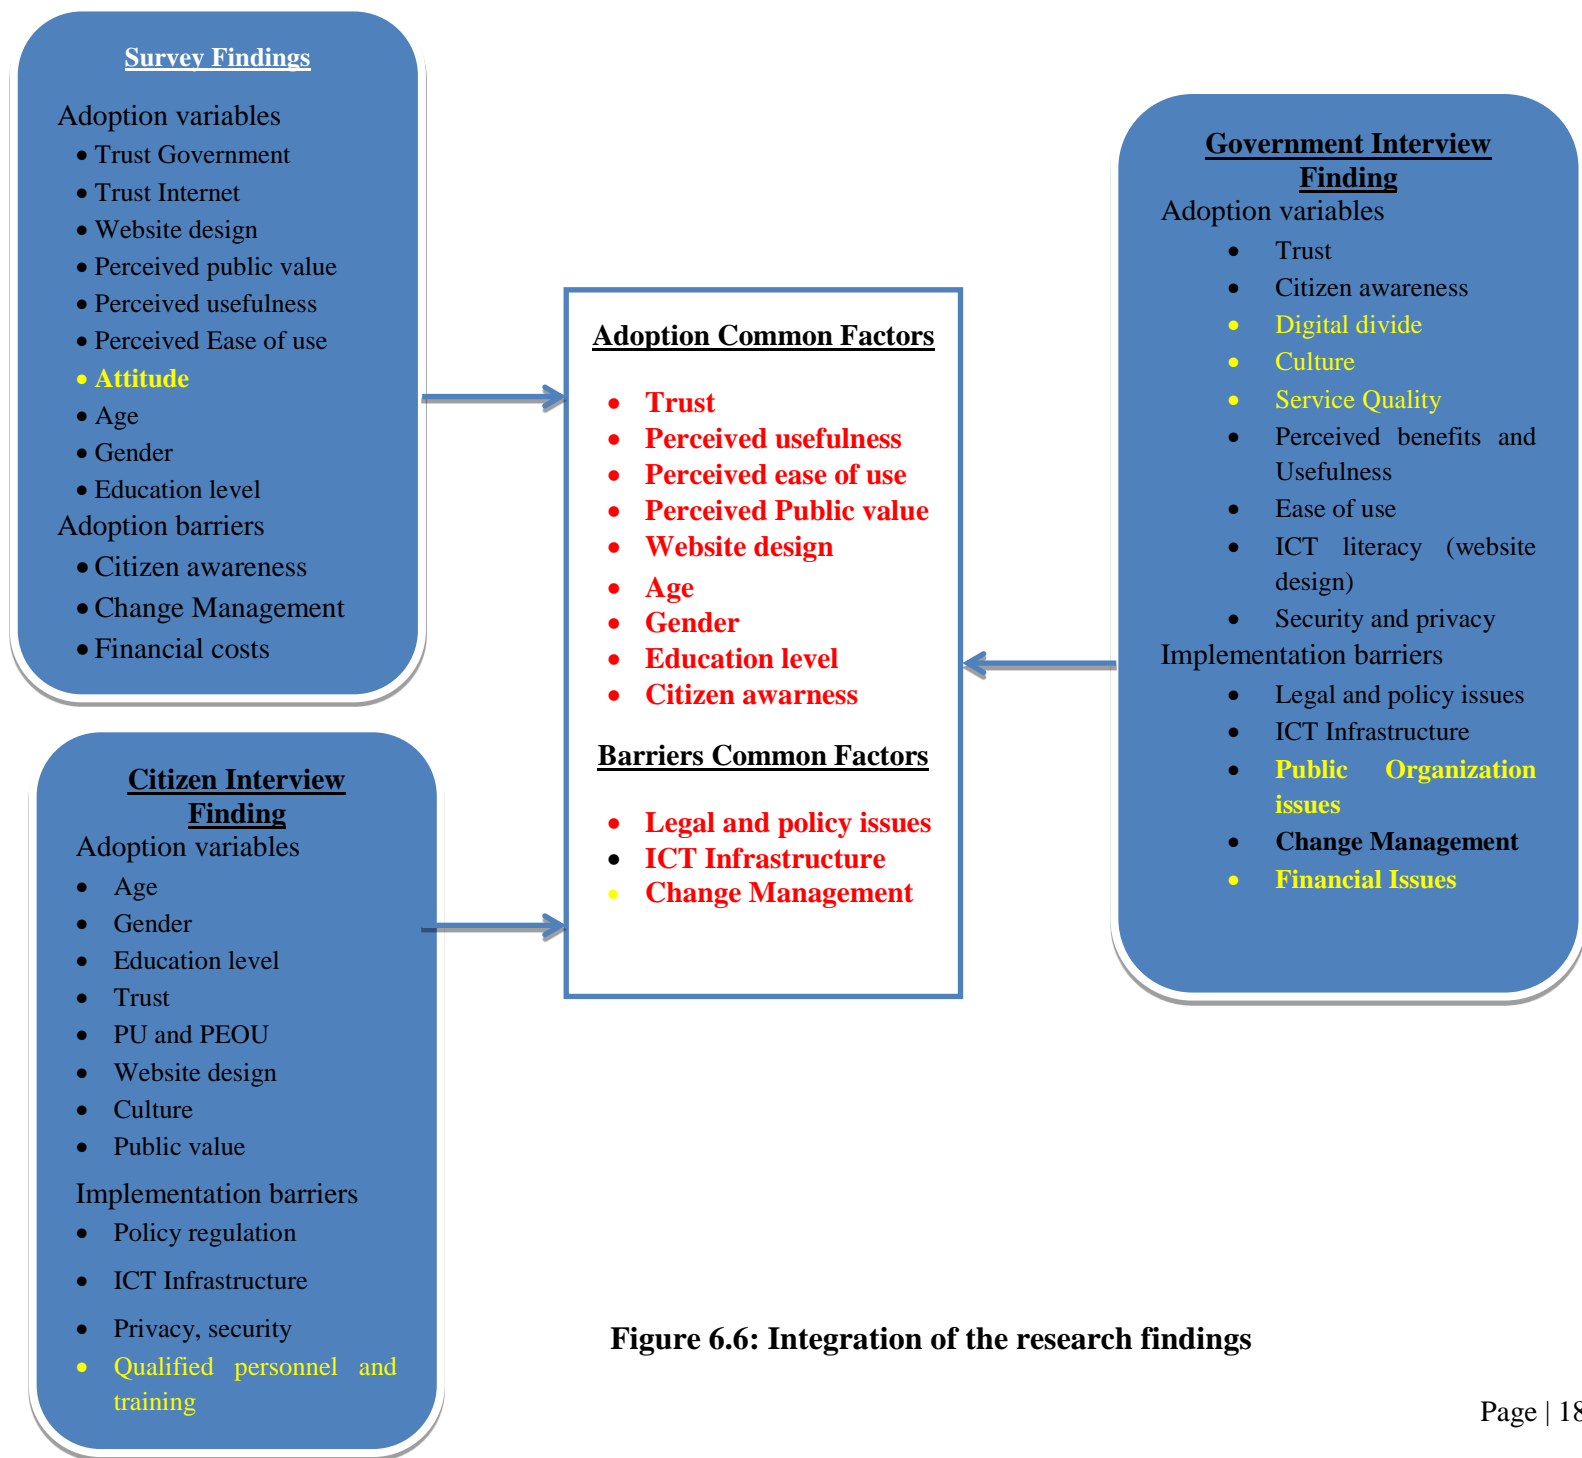 Survey Findings
Adoption variables
• Trust Government
• Trust Internet
• Website design
• Perceived public value
• Perceived usefulness
• Perceived Ease of use
• Attitude
• Age
• Gender
• Education level
Adoption barriers
• Citizen awareness
• Change Management
• Financial costs
Citizen Interview
Finding
Adoption variables
• Age
• Gender
• Education level
• Trust
• PU and PEOU
• Website design
• Culture
• Public value
Implementation barriers
• Policy regulation
• ICT Infrastructure
• Privacy, security
• Qualified personnel and
training
Adoption Common Factors
• Trust
• Perceived usefulness
• Perceived ease of use
• Perceived Public value
• Website design
• Age
• Gender
• Education level
• Citizen awarness
Barriers Common Factors
• Legal and policy issues
• ICT Infrastructure
• Change Management
Government Interview
Finding
Adoption variables
• Trust
• Citizen awareness
• Digital divide
• Culture
• Service Quality
• Perceived benefits and
Usefulness
• Ease of use
• ICT literacy (website
design)
• Security and privacy
Implementation barriers
• Legal and policy issues
• ICT Infrastructure
• Public Organization
issues
• Change Management
• Financial Issues
Figure 6.6: Integration of the research findings
Page | 18